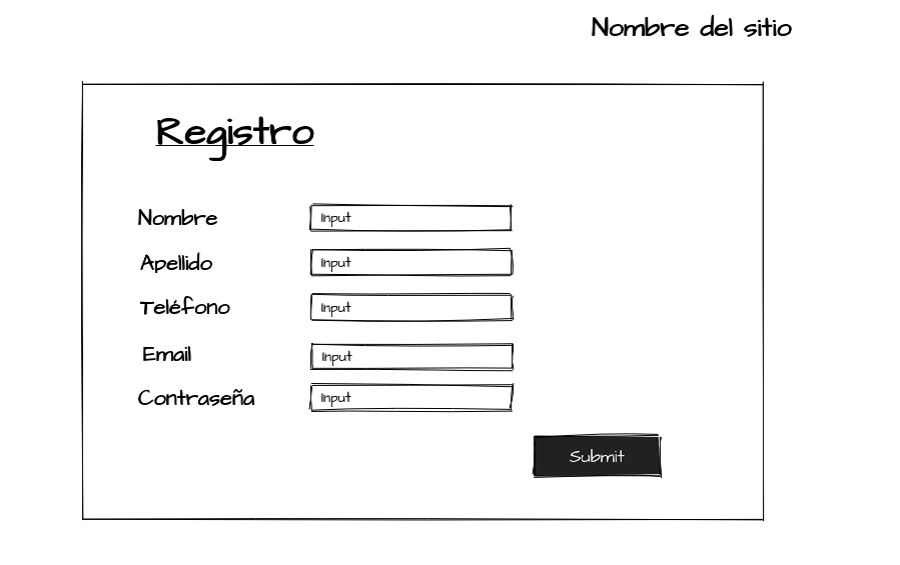 Nombre del sitio
Registro
Nombre Input
Apellido Input
Teléfono Input
Email Input
Contraseña Input
Submit